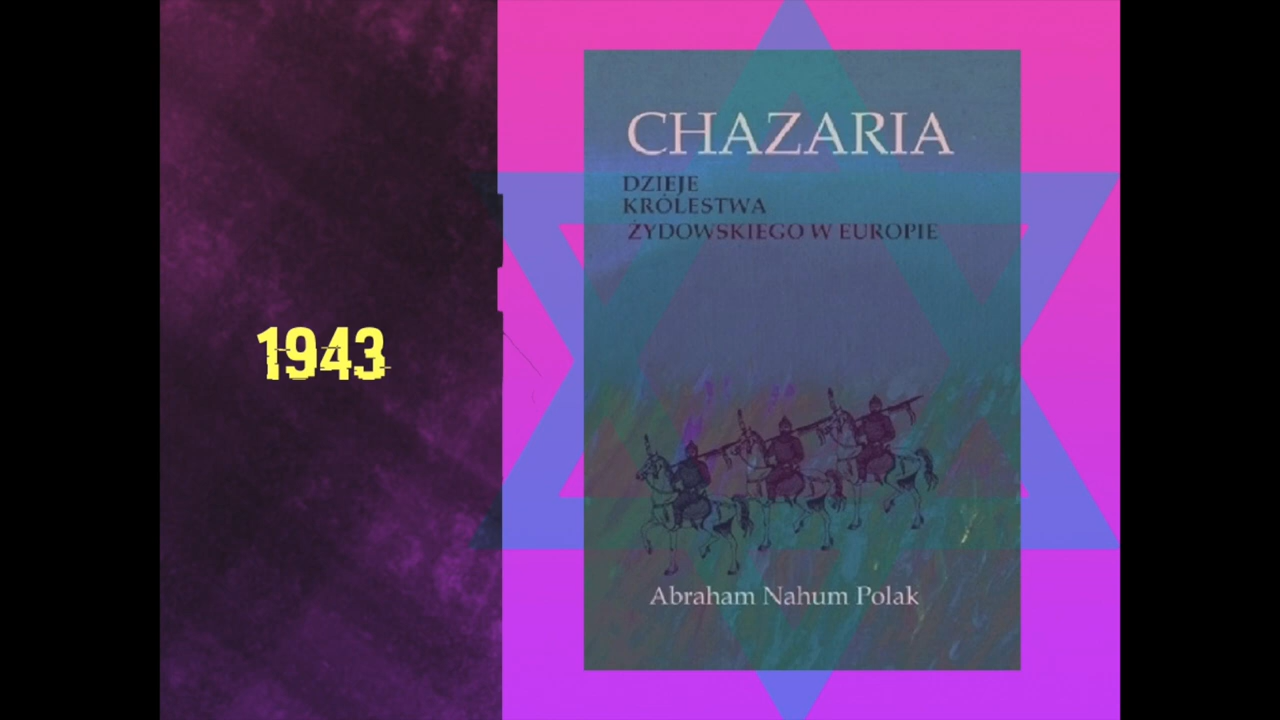 1943
CHAZARIA
DZIEJE
KRÓLESTWA
ŻYDOWSKIEGO W EUROPIE
Abraham Nahum Polak